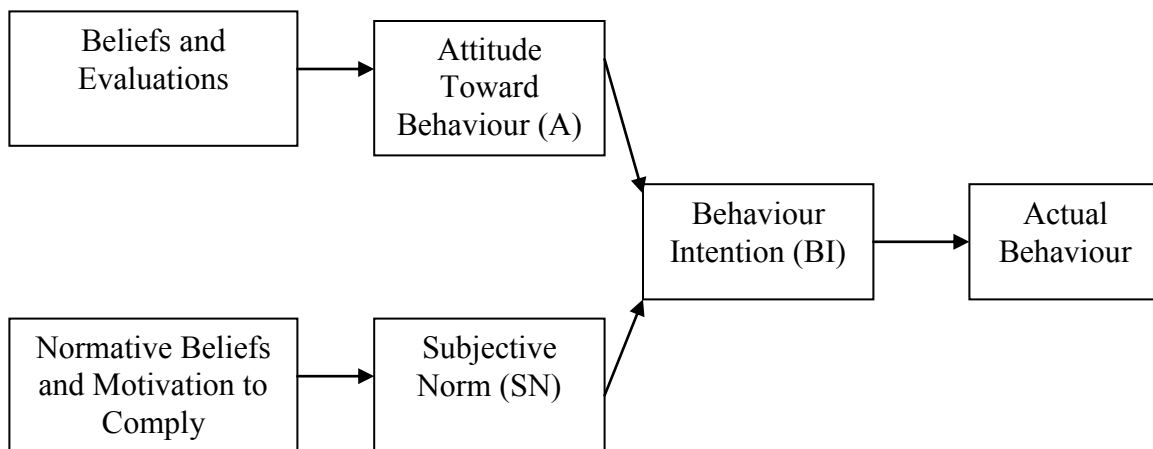 Beliefs and
Evaluations
Attitude
Toward
Behaviour (A)
Behaviour
Intention (BI)
Actual
Behaviour
Normative Beliefs
and Motivation to
Comply
Subjective
Norm (SN)